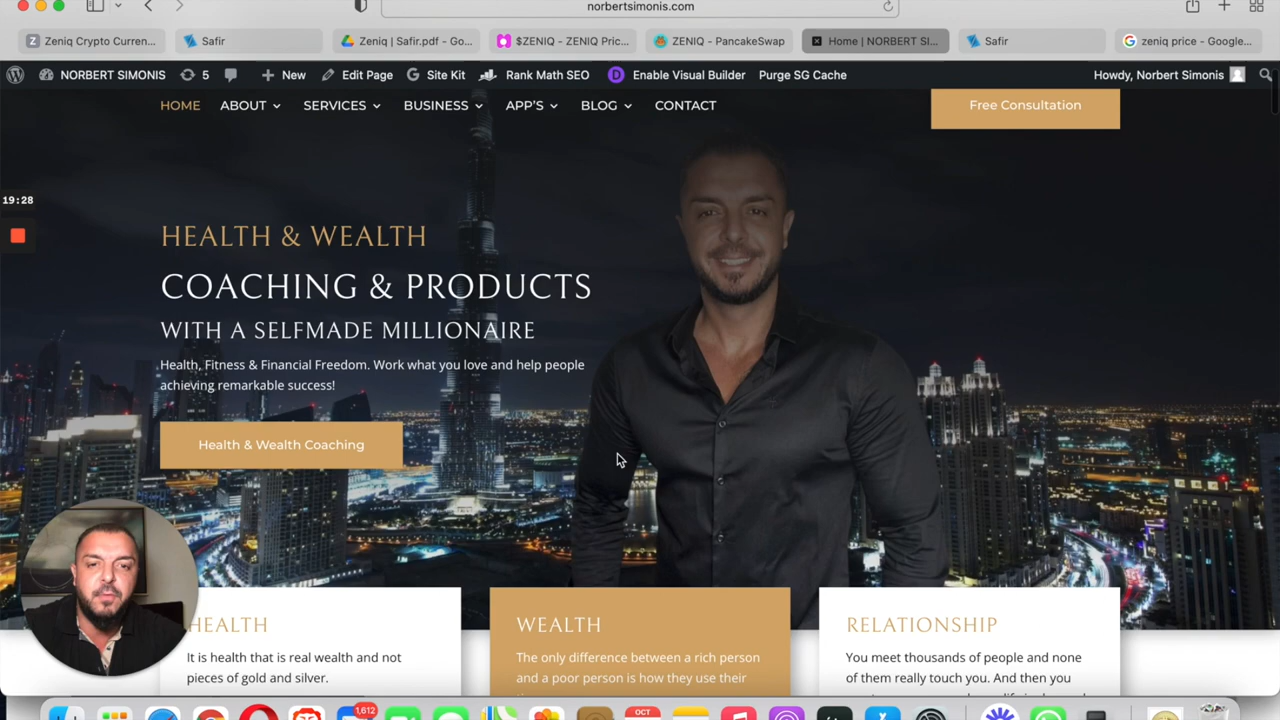 norbertsimonis.com
Zeniq Crypto Curren...
Safir
Zeniq | Safir.pdf - Go...
$ZENIQ - ZENIQ Pric...
ZENIQ - PancakeSwap
Home | NORBERT SI...
Safir
zeniq price - Google...
NORBERT SIMONIS
5
New
Edit Page
Site Kit
Rank Math SEO
Enable Visual Builder
Purge SG Cache
Howdy, Norbert Simonis
HOME
ABOUT
SERVICES
BUSINESS
APP'S
BLOG
CONTACT
Free Consultation
19:28
HEALTH & WEALTH
COACHING & PRODUCTS
WITH A SELFMADE MILLIONAIRE
Health, Fitness & Financial Freedom. Work what you love and help people
achieving remarkable success!
Health & Wealth Coaching
HEALTH
It is health that is real wealth and not
pieces of gold and silver.
WEALTH
The only difference between a rich person
and a poor person is how they use their
RELATIONSHIP
You meet thousands of people and none
of them really touch you. And then you
1,612
OCT